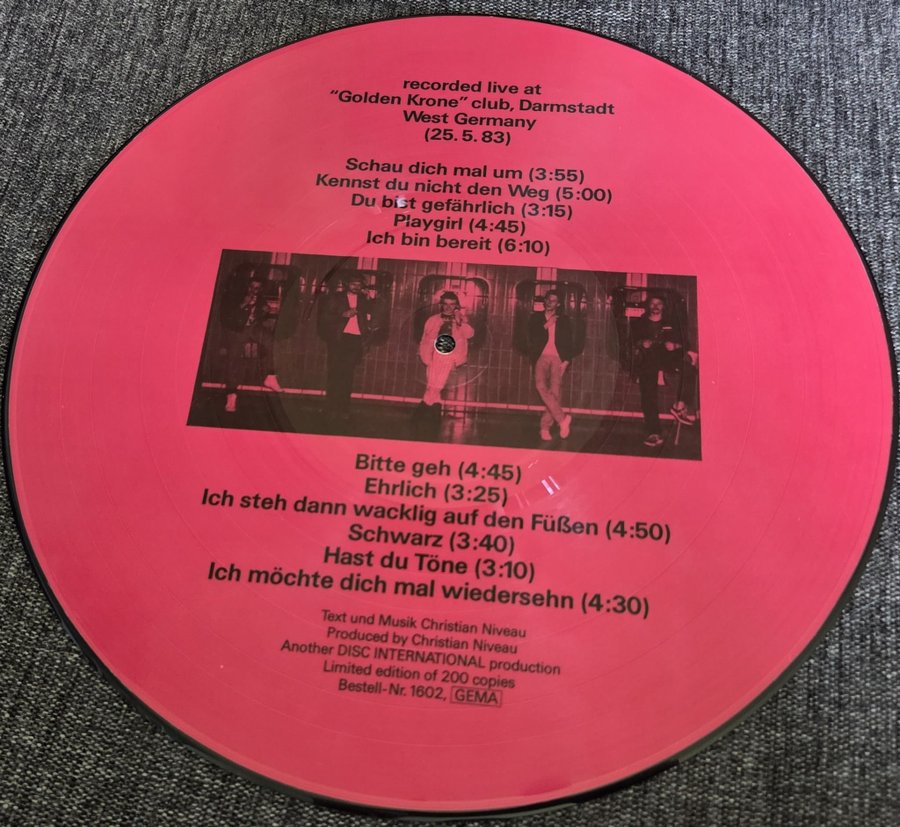 recorded live at
"Golden Krone" club, Darmstadt
West Germany
(25. 5. 83)
Schau dich mal um (3:55)
Kennst du nicht den Weg (5:00)
Du bist gefährlich (3:15)
Playgirl (4:45)
Ich bin bereit (6:10)
Bitte geh (4:45)
Ehrlich (3:25)
Ich steh dann wacklig auf den Füßen (4:50)
Schwarz (3:40)
Hast du Töne (3:10)
Ich möchte dich mal wiedersehn (4:30)
Text und Musik Christian Niveau
Produced by Christian Niveau
Another DISC INTERNATIONAL production
Limited edition of 200 copies
Bestell-Nr. 1602, GEMA